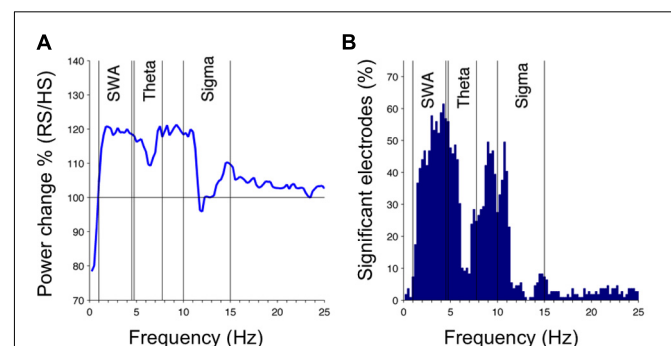 A
B
Power change % (RS/HS)
140
130
120
110
100
90
80
70
SWA
Theta
Sigma
0 5 10 15 20 25
Frequency (Hz)
Significant electrodes (%)
70
60
50
40
30
20
10
0
SWA
Theta
Sigma
0 5 10 15 20 25
Frequency (Hz)